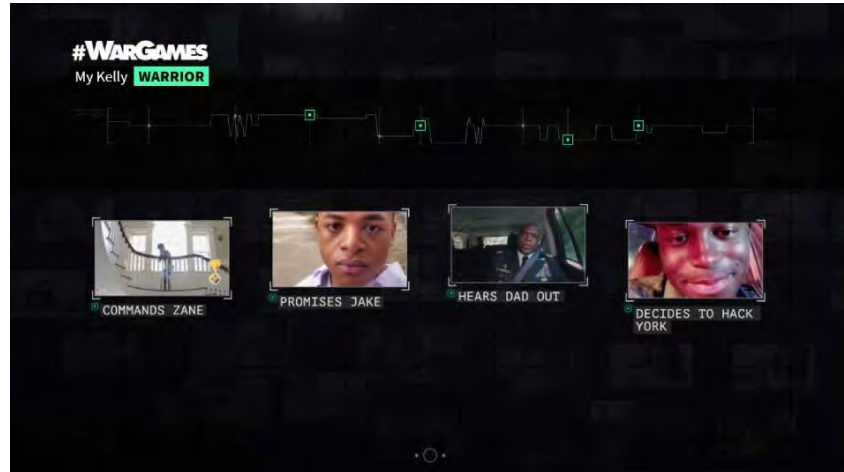 #WARGAMES
My Kelly WARRIOR
COMMANDS ZANE
PROMISES JAKE
HEARS DAD OUT
DECIDES TO HACK
YORK